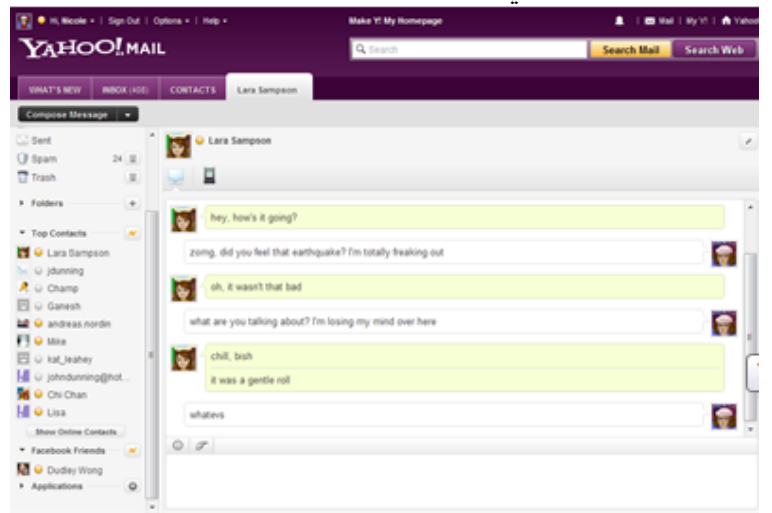 Hi, Nicole | Sign Out | Options | Help
Make Y! My Homepage
Mail | My Y! | Yahoo
YAHOO! MAIL
Search
Search Mail
Search Web
WHAT'S NEW
INBOX (408)
CONTACTS
Lara Sampson
Compose Message
Sent
Spam 24
Trash
Folders
Top Contacts
Lara Sampson
jdunning
Champ
Ganesh
andreas.nordin
Mike
kat_leahey
johndunning@hot...
Chi Chan
Lisa
Show Online Contacts
Facebook Friends
Dudley Wong
Applications
Lara Sampson
hey, how's it going?
zomg, did you feel that earthquake? I'm totally freaking out
oh, it wasn't that bad
what are you talking about? I'm losing my mind over here
chill, bish
it was a gentle roll
whatevs